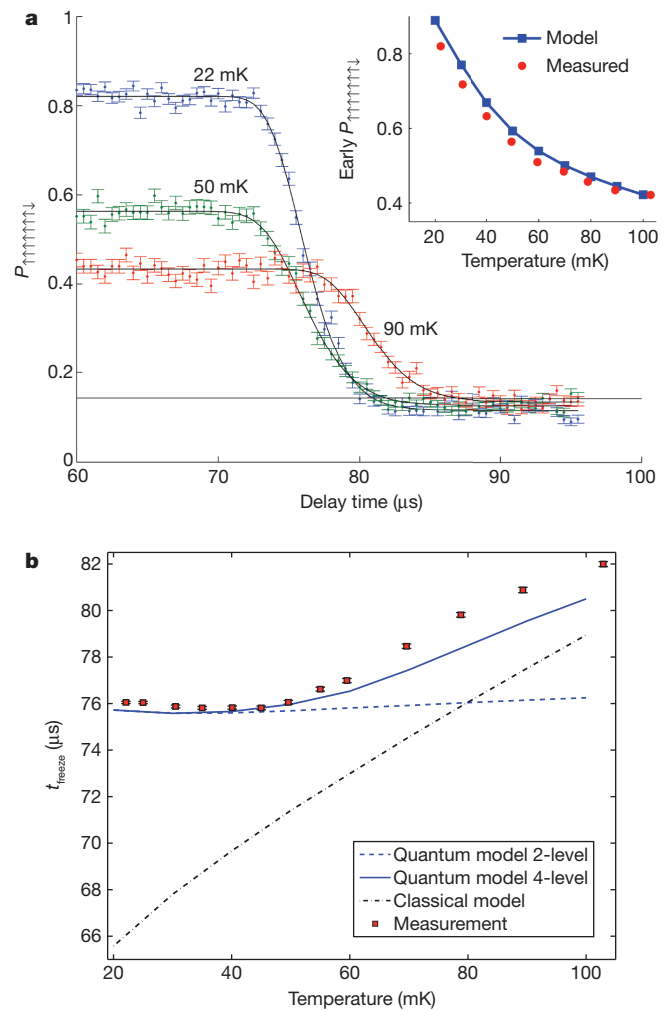 a
1
0.8
0.6
0.4
0.2
0
P↑↑↑↑↑↑↑↓
22 mK
50 mK
90 mK
60
70
80
90
100
Delay time (μs)
Model
Measured
Early P↑↑↑↑↑↑↑↓
0.8
0.6
0.4
20
40
60
80
100
Temperature (mK)
b
82
80
78
76
74
72
70
68
66
t freeze (μs)
Quantum model 2-level
Quantum model 4-level
Classical model
Measurement
20
40
60
80
100
Temperature (mK)